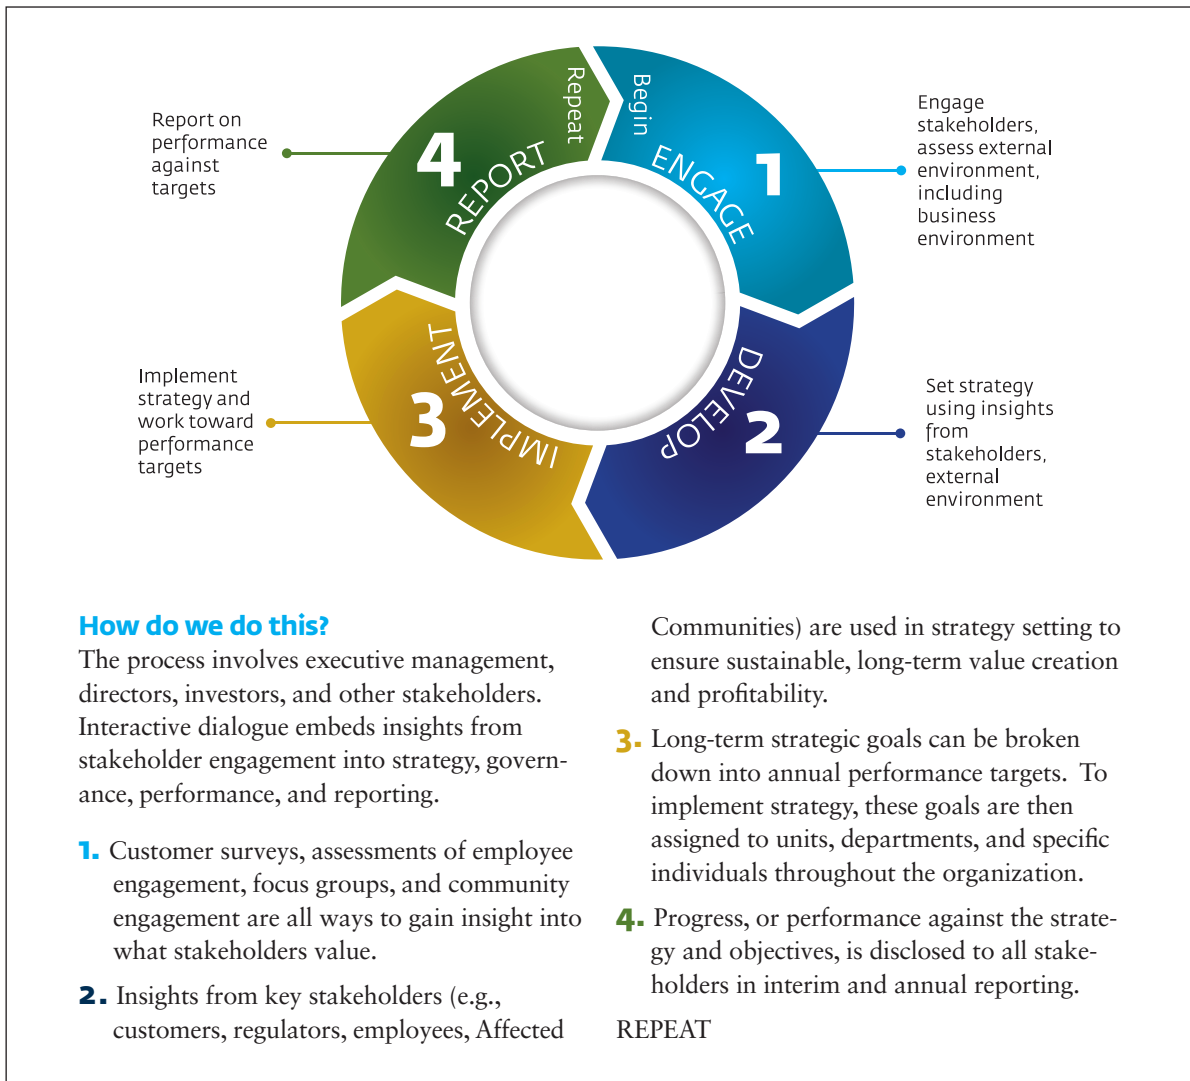 Repeat
Begin
1
ENGAGE
Engage
stakeholders,
assess external
environment,
including
business
environment
2
DEVELOP
Set strategy
using insights
from
stakeholders,
external
environment
3
IMPLEMENT
Implement
strategy and
work toward
performance
targets
4
REPORT
Report on
performance
against
targets
How do we do this?
The process involves executive management,
directors, investors, and other stakeholders.
Interactive dialogue embeds insights from
stakeholder engagement into strategy, govern-
ance, performance, and reporting.
1. Customer surveys, assessments of employee
engagement, focus groups, and community
engagement are all ways to gain insight into
what stakeholders value.
2. Insights from key stakeholders (e.g.,
customers, regulators, employees, Affected
Communities) are used in strategy setting to
ensure sustainable, long-term value creation
and profitability.
3. Long-term strategic goals can be broken
down into annual performance targets. To
implement strategy, these goals are then
assigned to units, departments, and specific
individuals throughout the organization.
4. Progress, or performance against the strate-
gy and objectives, is disclosed to all stake-
holders in interim and annual reporting.
REPEAT